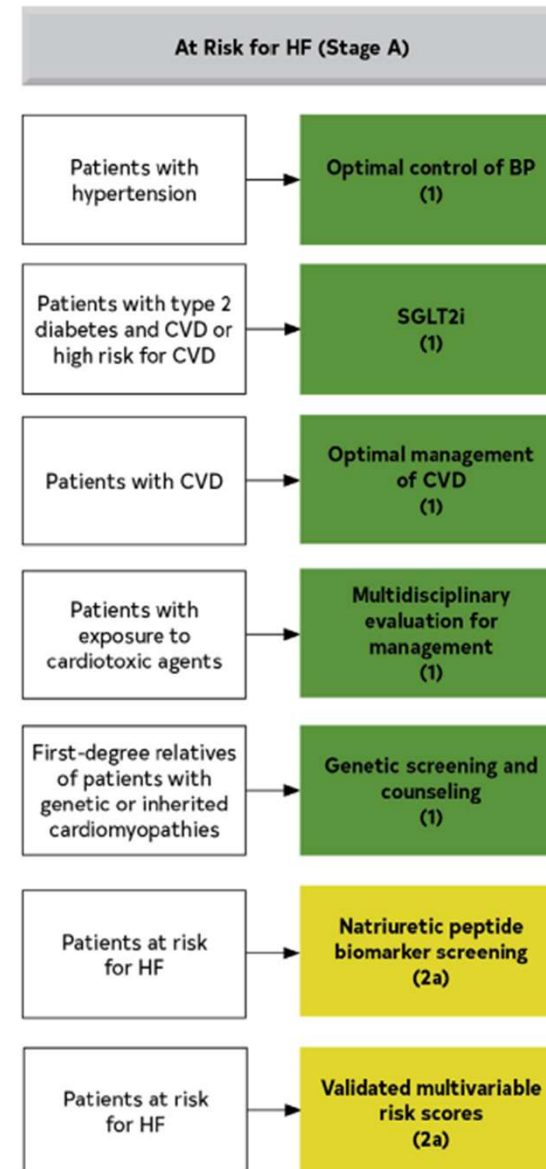 At Risk for HF (Stage A)
Patients with
hypertension
Optimal control of BP
(1)
Patients with type 2
diabetes and CVD or
high risk for CVD
SGLT2i
(1)
Patients with CVD
Optimal management
of CVD
(1)
Patients with
exposure to
cardiotoxic agents
Multidisciplinary
evaluation for
management
(1)
First-degree relatives
of patients with
genetic or inherited
cardiomyopathies
Genetic screening and
counseling
(1)
Patients at risk
for HF
Natriuretic peptide
biomarker screening
(2a)
Patients at risk
for HF
Validated multivariable
risk scores
(2a)